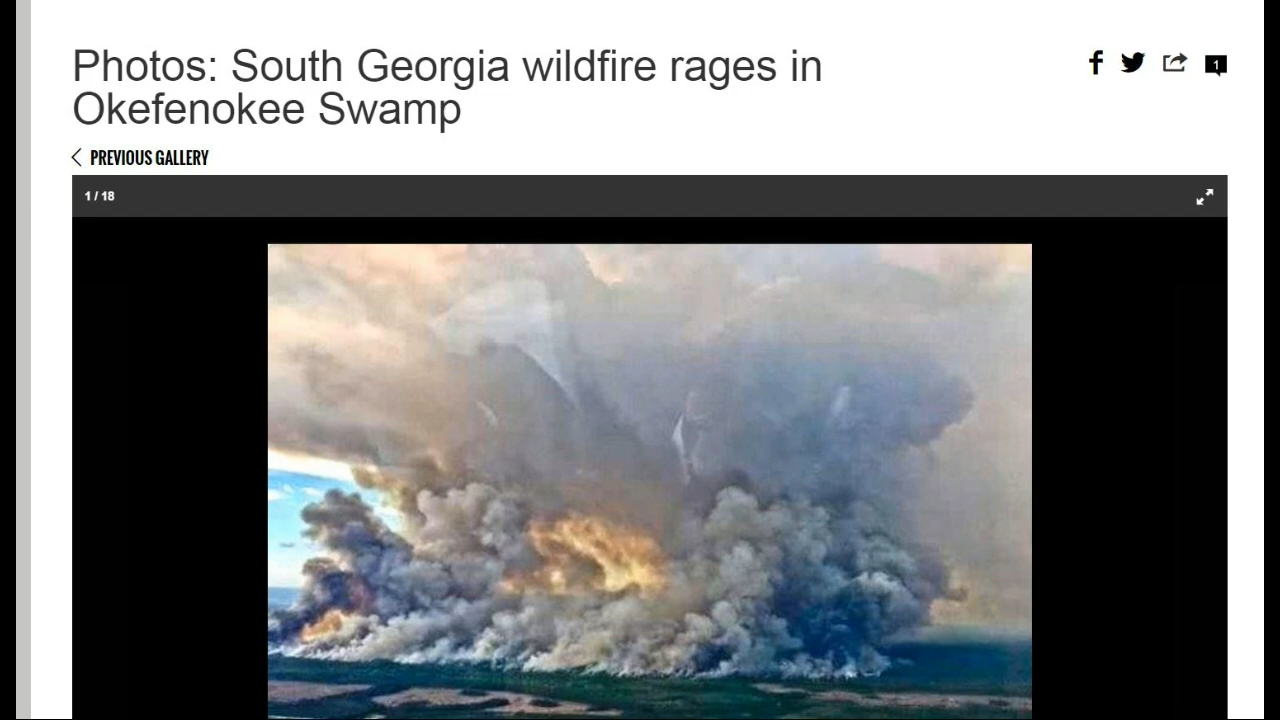 Photos: South Georgia wildfire rages in
Okefenokee Swamp
1
PREVIOUS GALLERY
1 / 18